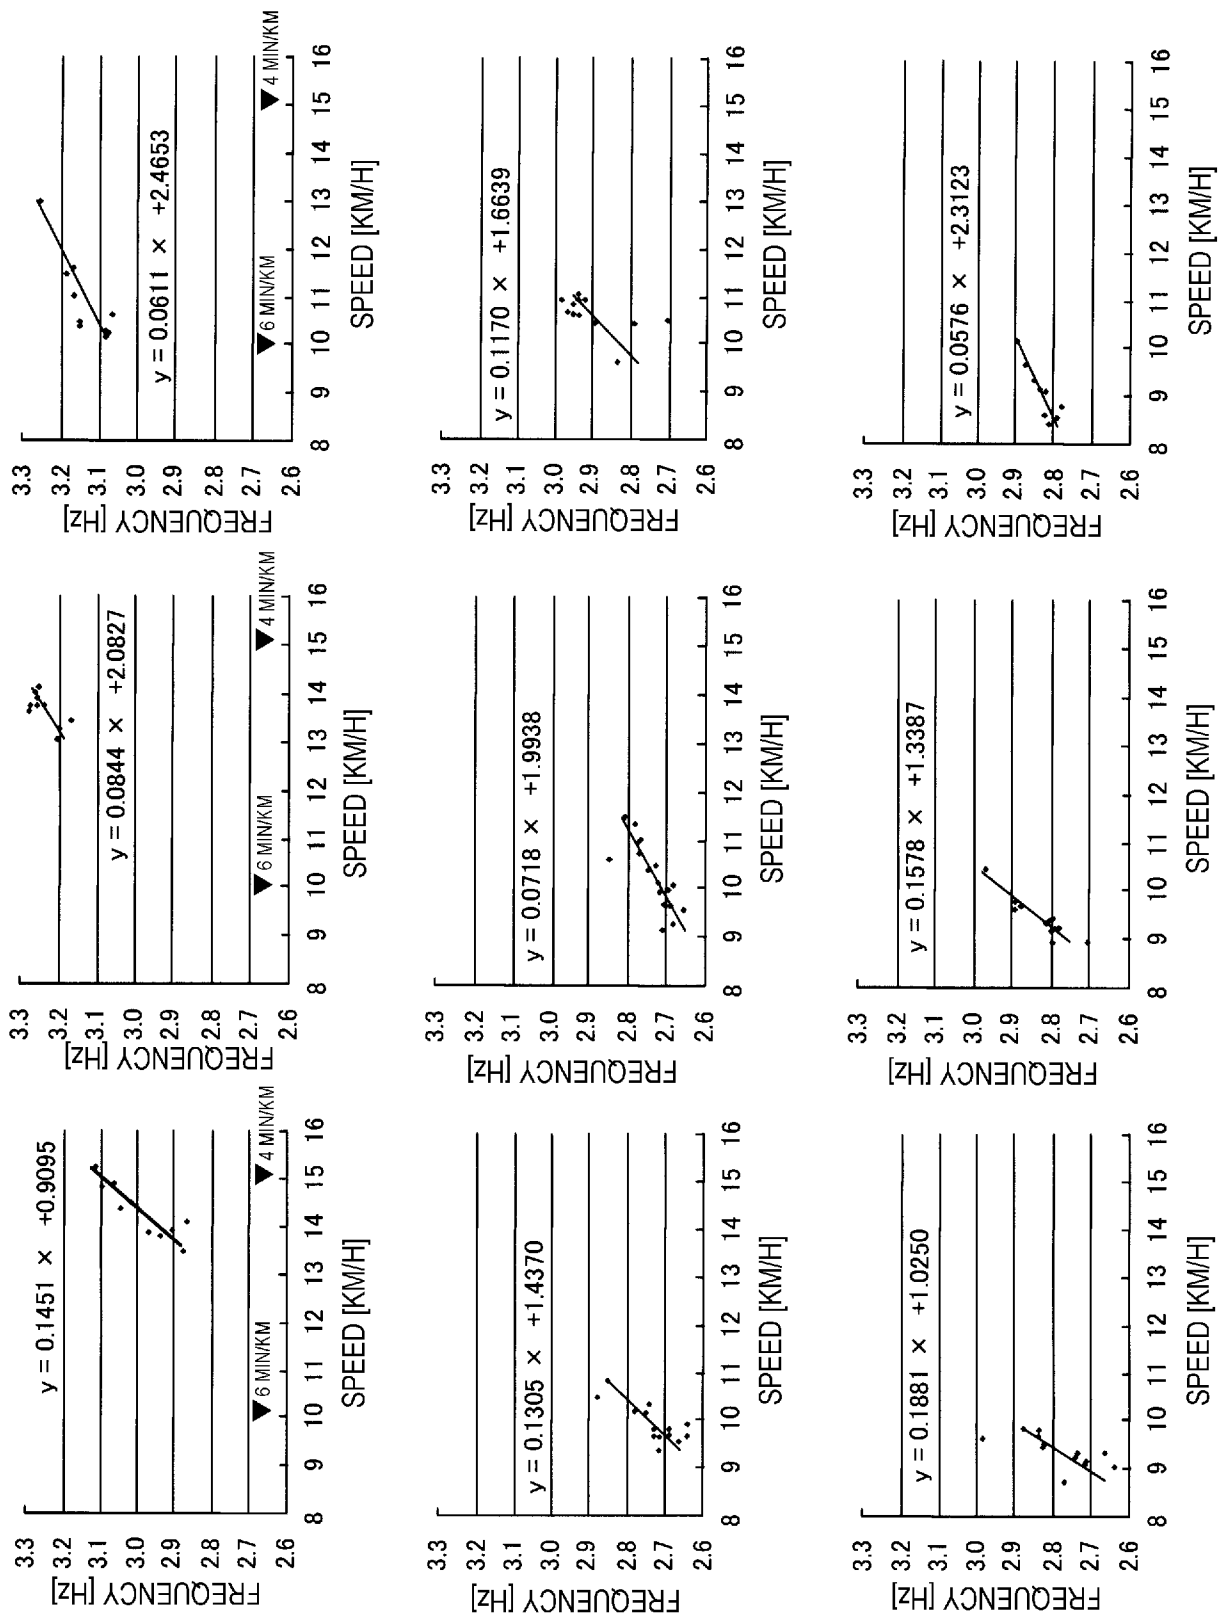 FREQUENCY [Hz]
3.3
3.2
3.1
3.0
2.9
2.8
2.7
2.6
y = 0.1451 × +0.9095
6 MIN/KM
4 MIN/KM
8 9 10 11 12 13 14 15 16
SPEED [KM/H]
FREQUENCY [Hz]
3.3
3.2
3.1
3.0
2.9
2.8
2.7
2.6
y = 0.0844 × +2.0827
6 MIN/KM
4 MIN/KM
8 9 10 11 12 13 14 15 16
SPEED [KM/H]
FREQUENCY [Hz]
3.3
3.2
3.1
3.0
2.9
2.8
2.7
2.6
y = 0.0611 × +2.4653
6 MIN/KM
4 MIN/KM
8 9 10 11 12 13 14 15 16
SPEED [KM/H]
FREQUENCY [Hz]
3.3
3.2
3.1
3.0
2.9
2.8
2.7
2.6
y = 0.1305 × +1.4370
8 9 10 11 12 13 14 15 16
SPEED [KM/H]
FREQUENCY [Hz]
3.3
3.2
3.1
3.0
2.9
2.8
2.7
2.6
y = 0.0718 × +1.9938
8 9 10 11 12 13 14 15 16
SPEED [KM/H]
FREQUENCY [Hz]
3.3
3.2
3.1
3.0
2.9
2.8
2.7
2.6
y = 0.1170 × +1.6639
8 9 10 11 12 13 14 15 16
SPEED [KM/H]
FREQUENCY [Hz]
3.3
3.2
3.1
3.0
2.9
2.8
2.7
2.6
y = 0.1881 × +1.0250
8 9 10 11 12 13 14 15 16
SPEED [KM/H]
FREQUENCY [Hz]
3.3
3.2
3.1
3.0
2.9
2.8
2.7
2.6
y = 0.1578 × +1.3387
8 9 10 11 12 13 14 15 16
SPEED [KM/H]
FREQUENCY [Hz]
3.3
3.2
3.1
3.0
2.9
2.8
2.7
2.6
y = 0.0576 × +2.3123
8 9 10 11 12 13 14 15 16
SPEED [KM/H]